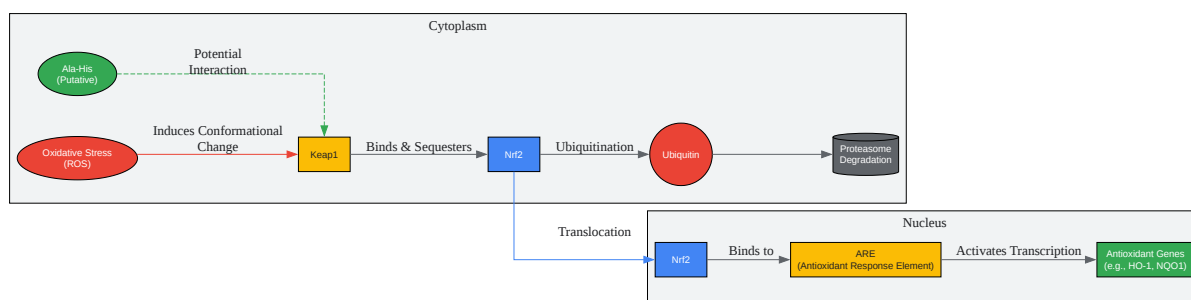 Cytoplasm
Potential
Interaction
Ala-His
(Putative)
Induces Conformational
Change
Oxidative Stress
(ROS)
Keap1
Binds & Sequesters
Nrf2
Ubiquitination
Ubiquitin
Proteasome
Degradation
Nucleus
Translocation
Nrf2
Binds to
ARE
(Antioxidant Response Element)
Activates Transcription
Antioxidant Genes
(e.g., HO-1, NQO1)